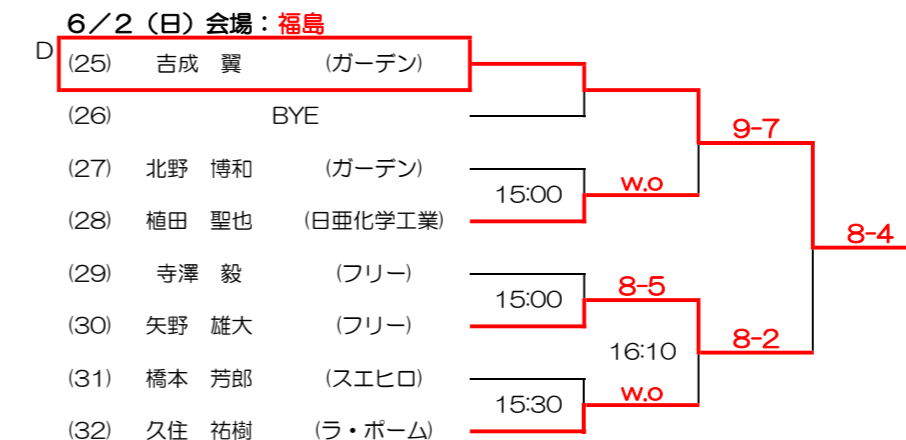 6／2（日）会場：福島
D
(25) 吉成 翼 (ガーデン)
(26) BYE
9-7
(27) 北野 博和 (ガーデン)
15:00 w.o
(28) 植田 聖也 (日亜化学工業)
8-4
(29) 寺澤 毅 (フリー)
15:00 8-5
(30) 矢野 雄大 (フリー)
8-2
16:10
(31) 橋本 芳郎 (スエヒロ)
15:30 w.o
(32) 久住 祐樹 (ラ・ポーム)